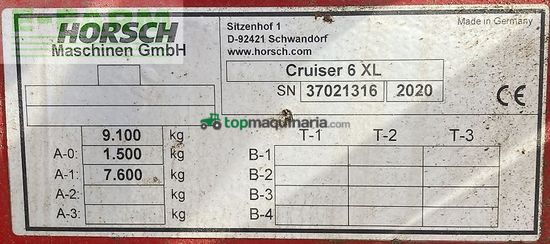 HORSCH
Maschinen GmbH
Sitzenhof 1
D-92421 Schwandorf
www.horsch.com
Made in Germany
Cruiser 6 XL
SN 37021316 2020
CE
topmaquinaria.com
9.100 kg
A-0: 1.500 kg
A-1: 7.600 kg
A-2: kg
A-3: kg
T-1 T-2 T-3
B-1
B-2
B-3
B-4